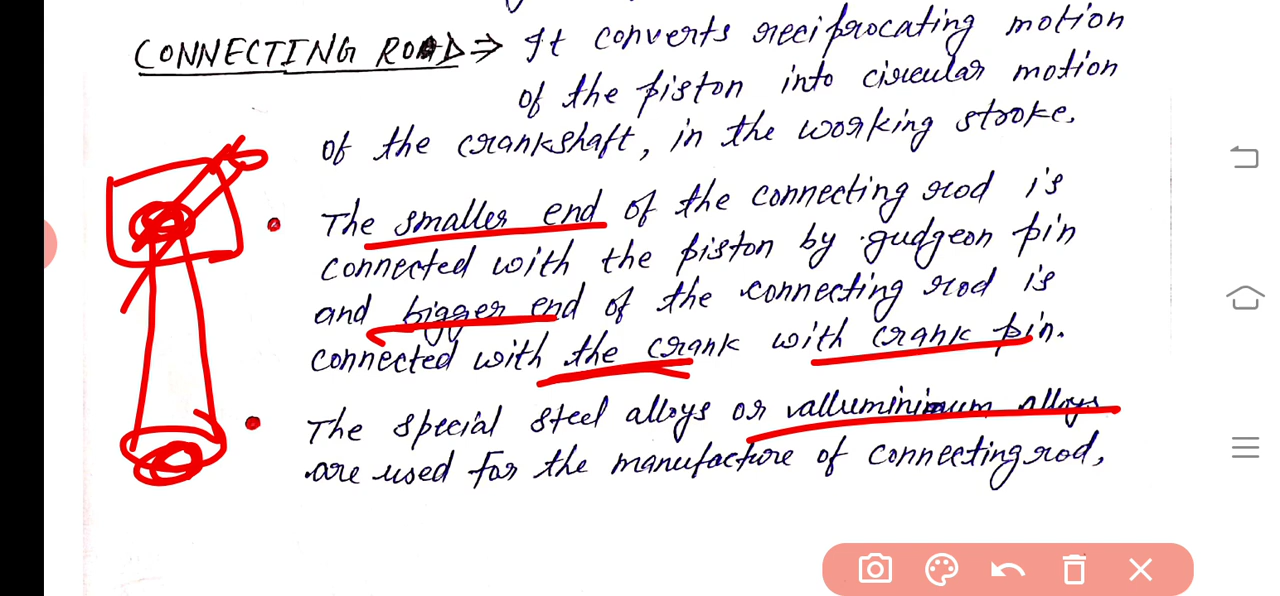 CONNECTING ROAD ⇒ It converts reciprocating motion
of the piston into circular motion
of the crankshaft, in the working stroke.
• The smaller end of the connecting rod is
connected with the piston by gudgeon pin
and bigger end of the connecting rod is
connected with the crank with crank pin.
• The special steel alloys or alluminimum alloys
are used for the manufacture of connecting rod,